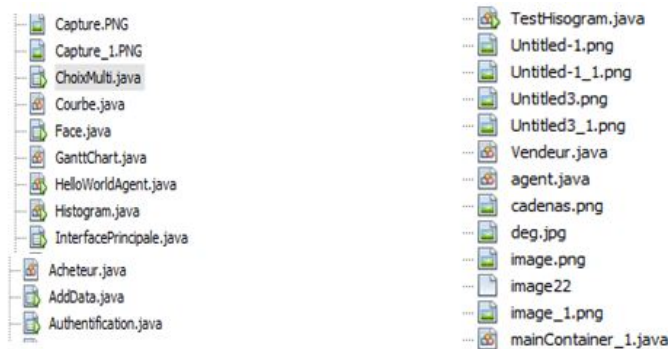 Capture.PNG
Capture_1.PNG
ChoixMulti.java
Courbe.java
Face.java
GanttChart.java
HelloWorldAgent.java
Histogram.java
InterfacePrincipale.java
Acheteur.java
AddData.java
Authentification.java
TestHisogram.java
Untitled-1.png
Untitled-1_1.png
Untitled3.png
Untitled3_1.png
Vendeur.java
agent.java
cadenas.png
deg.jpg
image.png
image22
image_1.png
mainContainer_1.java